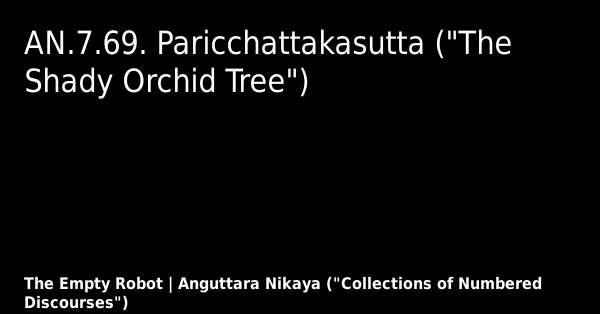 AN.7.69. Paricchattakasutta ("The
Shady Orchid Tree")
The Empty Robot | Anguttara Nikaya ("Collections of Numbered
Discourses")